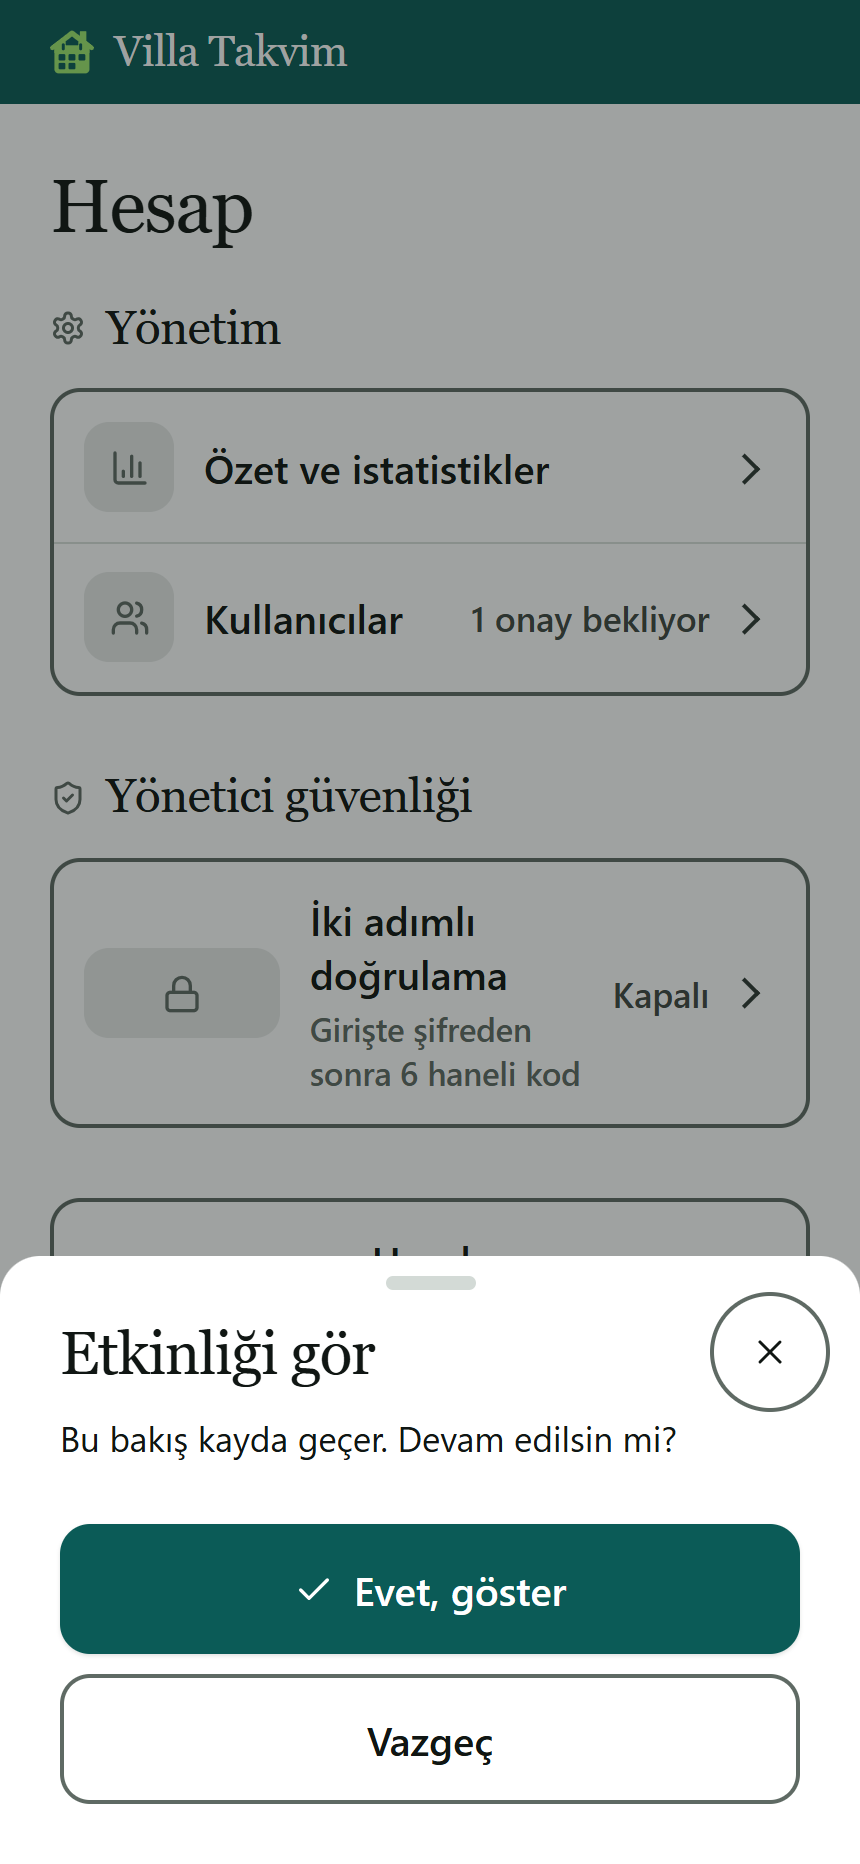 Villa Takvim
Hesap
Yönetim
Özet ve istatistikler
Kullanıcılar 1 onay bekliyor
Yönetici güvenliği
İki adımlı
doğrulama
Kapalı
Girişte şifreden
sonra 6 haneli kod
Etkinliği gör
Bu bakış kayda geçer. Devam edilsin mi?
Evet, göster
Vazgeç